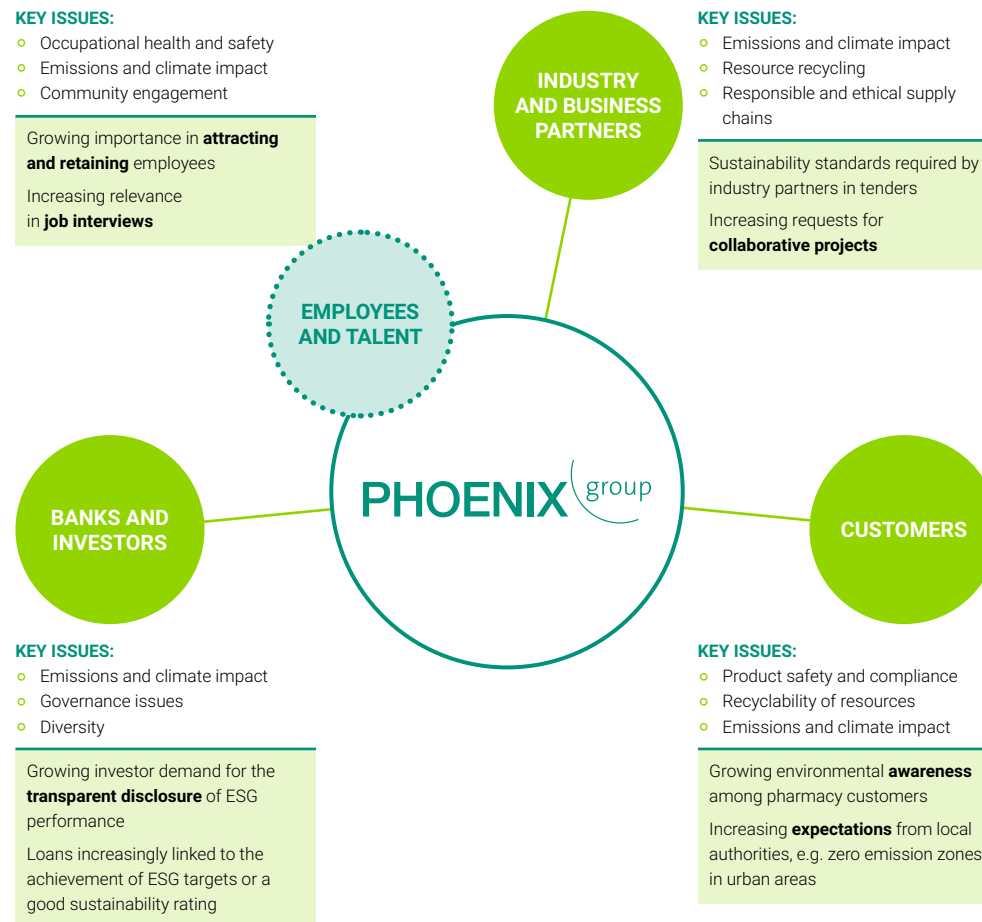 KEY ISSUES:
Occupational health and safety
Emissions and climate impact
Community engagement
Growing importance in attracting
and retaining employees
Increasing relevance
in job interviews
INDUSTRY
AND BUSINESS
PARTNERS
KEY ISSUES:
Emissions and climate impact
Resource recycling
Responsible and ethical supply
chains
Sustainability standards required by
industry partners in tenders
Increasing requests for
collaborative projects
EMPLOYEES
AND TALENT
PHOENIX group
BANKS AND
INVESTORS
CUSTOMERS
KEY ISSUES:
Emissions and climate impact
Governance issues
Diversity
Growing investor demand for the
transparent disclosure of ESG
performance
Loans increasingly linked to the
achievement of ESG targets or a
good sustainability rating
KEY ISSUES:
Product safety and compliance
Recyclability of resources
Emissions and climate impact
Growing environmental awareness
among pharmacy customers
Increasing expectations from local
authorities, e.g. zero emission zones
in urban areas